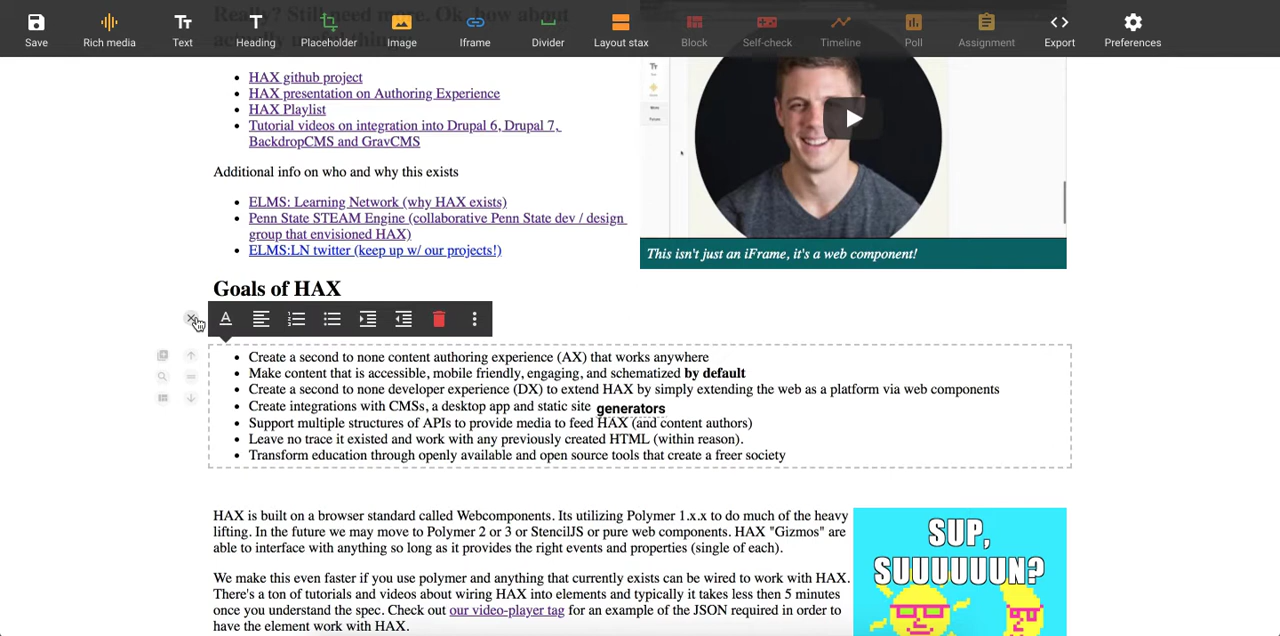 Save
Rich media
Text
Heading
Placeholder
Image
Iframe
Divider
Layout stax
Block
Self-check
Timeline
Poll
Assignment
Export
Preferences
Really? Still need more. Ok, how about
HAX github project
HAX presentation on Authoring Experience
HAX Playlist
Tutorial videos on integration into Drupal 6, Drupal 7,
BackdropCMS and GravCMS
Additional info on who and why this exists
ELMS: Learning Network (why HAX exists)
Penn State STEAM Engine (collaborative Penn State dev / design
group that envisioned HAX)
ELMS:LN twitter (keep up w/ our projects!)
This isn't just an iFrame, it's a web component!
Goals of HAX
Create a second to none content authoring experience (AX) that works anywhere
Make content that is accessible, mobile friendly, engaging, and schematized by default
Create a second to none developer experience (DX) to extend HAX by simply extending the web as a platform via web components
Create integrations with CMSs, a desktop app and static site generators
Support multiple structures of APIs to provide media to feed HAX (and content authors)
Leave no trace it existed and work with any previously created HTML (within reason).
Transform education through openly available and open source tools that create a freer society
HAX is built on a browser standard called Webcomponents. Its utilizing Polymer 1.x.x to do much of the heavy
lifting. In the future we may move to Polymer 2 or 3 or StencilJS or pure web components. HAX "Gizmos" are
able to interface with anything so long as it provides the right events and properties (single of each).
We make this even faster if you use polymer and anything that currently exists can be wired to work with HAX.
There's a ton of tutorials and videos about wiring HAX into elements and typically it takes less then 5 minutes
once you understand the spec. Check out our video-player tag for an example of the JSON required in order to
have the element work with HAX.
SUP,
SUUUUUUN?